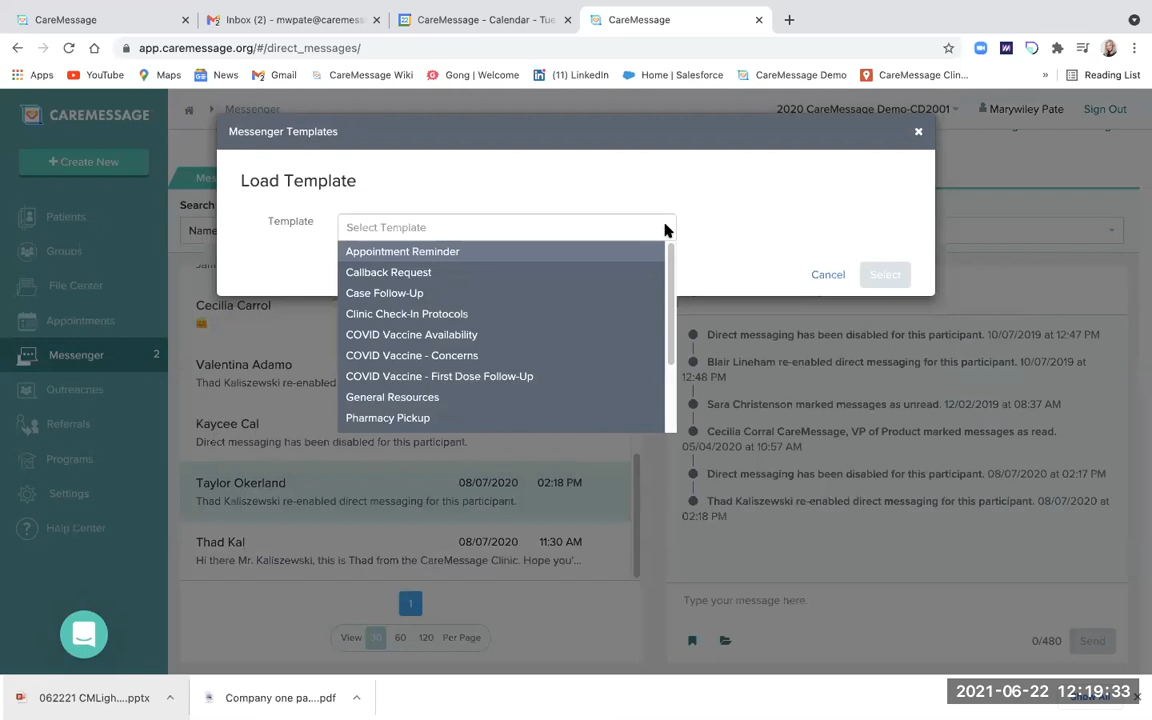 CareMessage
Inbox (2) – mwpate@caremess
CareMessage – Calendar – Tue
CareMessage
app.caremessage.org/#/direct_messages/
Apps
YouTube
Maps
News
Gmail
CareMessage Wiki
Gong | Welcome
(11) LinkedIn
Home | Salesforce
CareMessage Demo
CareMessage Clin...
»
Reading List
CAREMESSAGE
Messenger
2020 CareMessage Demo-CD2001
Marywiley Pate
Sign Out
+ Create New
Patients
Groups
File Center
Appointments
Messenger 2
Outreaches
Referrals
Programs
Settings
Help Center
Messenger Templates
Load Template
Template
Select Template
Appointment Reminder
Callback Request
Case Follow-Up
Clinic Check-In Protocols
COVID Vaccine Availability
COVID Vaccine - Concerns
COVID Vaccine - First Dose Follow-Up
General Resources
Pharmacy Pickup
Cancel
Select
Mes
Search
Name
Cecilia Carrol
Valentina Adamo
Thad Kaliszewski re-enabled
Kaycee Cal
Direct messaging has been disabled for this participant.
Taylor Okerland 08/07/2020 02:18 PM
Thad Kaliszewski re-enabled direct messaging for this participant.
Thad Kal 08/07/2020 11:30 AM
Hi there Mr. Kaliszewski, this is Thad from the CareMessage Clinic. Hope you'...
1
View 30 60 120 Per Page
Direct messaging has been disabled for this participant. 10/07/2019 at 12:47 PM
Blair Lineham re-enabled direct messaging for this participant. 10/07/2019 at
12:48 PM
Sara Christenson marked messages as unread. 12/02/2019 at 08:37 AM
Cecilia Corral CareMessage, VP of Product marked messages as read.
05/04/2020 at 10:57 AM
Direct messaging has been disabled for this participant. 08/07/2020 at 02:17 PM
Thad Kaliszewski re-enabled direct messaging for this participant. 08/07/2020 at
02:18 PM
Type your message here.
0/480
Send
062221 CMLigh....pptx
Company one pa....pdf
2021-06-22 12:19:33